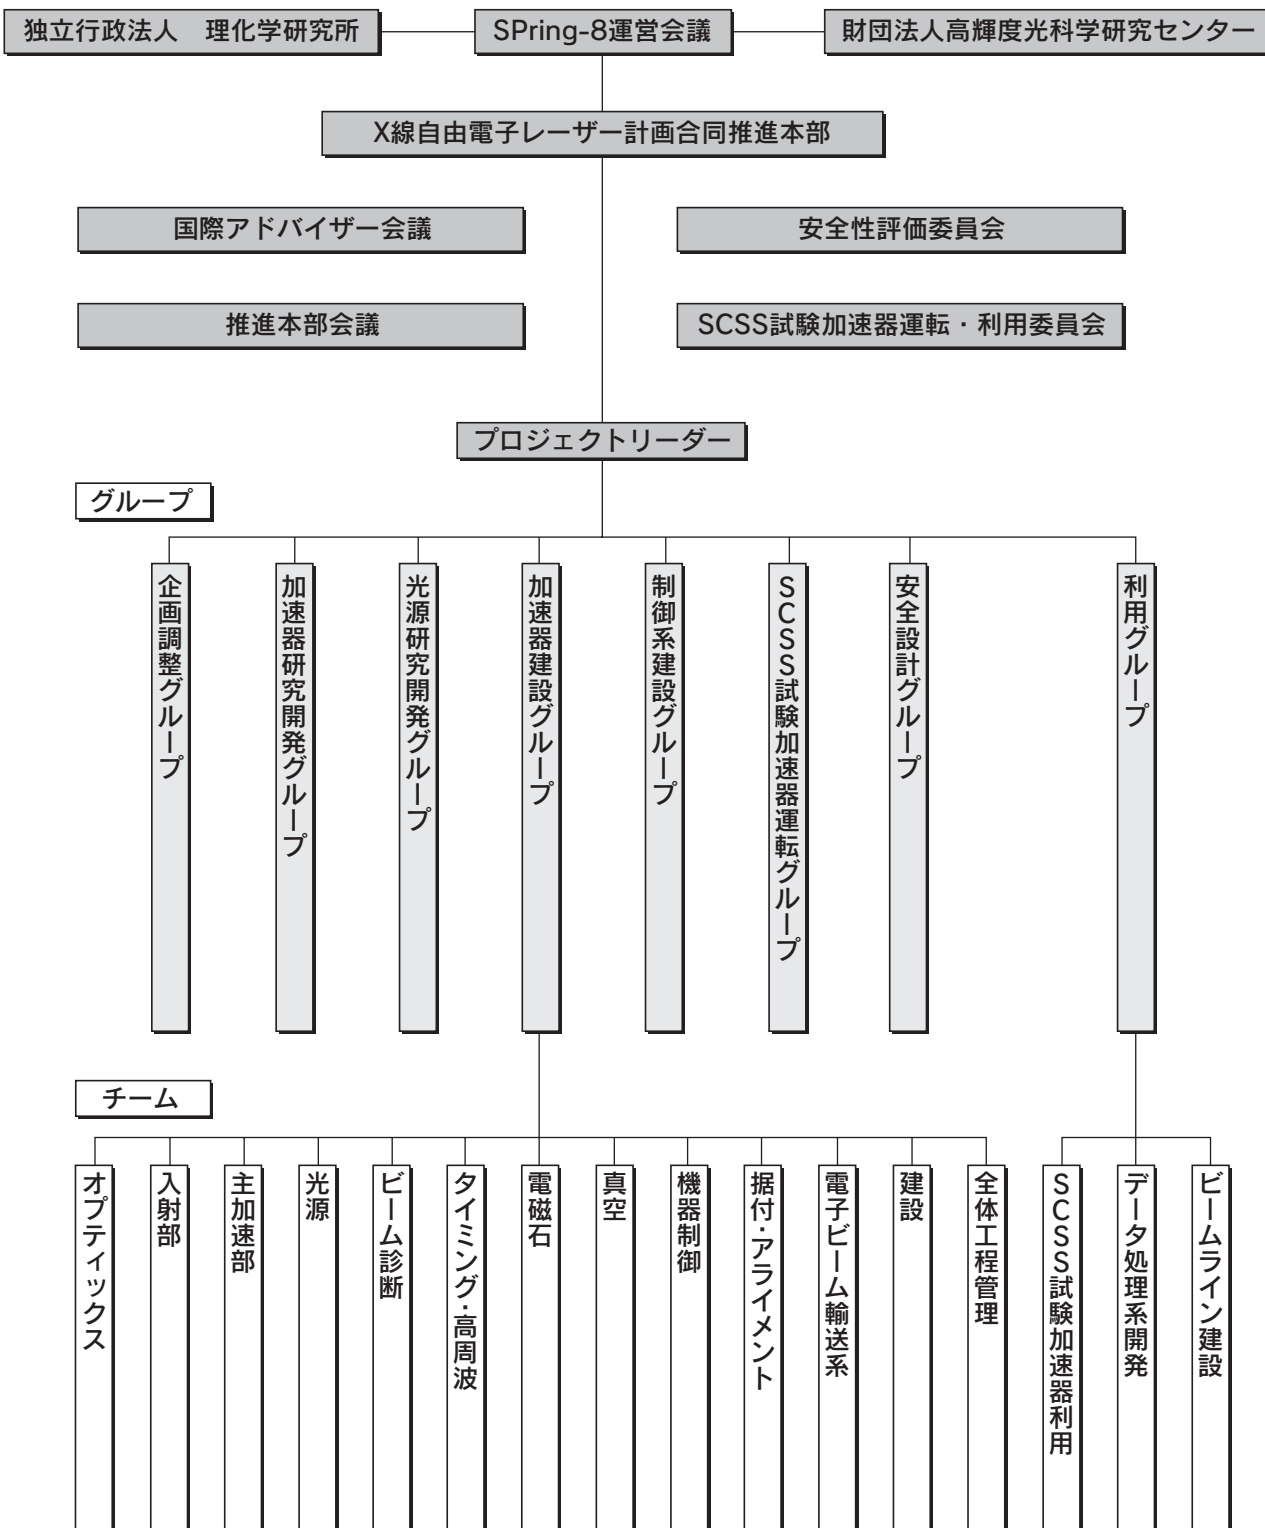 独立行政法人　理化学研究所
SPring-8運営会議
財団法人高輝度光科学研究センター
X線自由電子レーザー計画合同推進本部
国際アドバイザー会議
安全性評価委員会
推進本部会議
SCSS試験加速器運転・利用委員会
プロジェクトリーダー
グループ
企画調整グループ
加速器研究開発グループ
光源研究開発グループ
加速器建設グループ
制御系建設グループ
SCSS試験加速器運転グループ
安全設計グループ
利用グループ
チーム
オプティックス
入射部
主加速部
光源
ビーム診断
タイミング・高周波
電磁石
真空
機器制御
据付・アライメント
電子ビーム輸送系
建設
全体工程管理
SCSS試験加速器利用
データ処理系開発
ビームライン建設